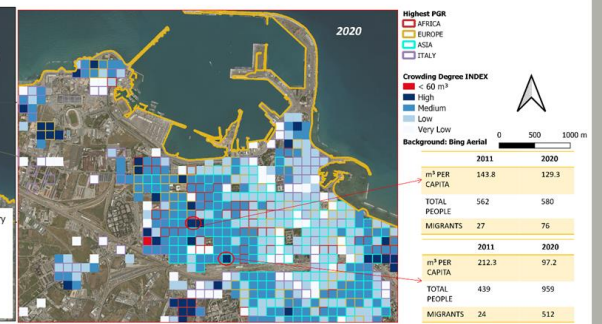 2020
ry
Highest PGR
AFRICA
EUROPE
ASIA
ITALY
Crowding Degree INDEX
< 60 m³
High
Medium
Low
Very Low
Background: Bing Aerial
0 500 1000 m
2011 2020
m³ PER CAPITA 143.8 129.3
TOTAL PEOPLE 562 580
MIGRANTS 27 76
2011 2020
m³ PER CAPITA 212.3 97.2
TOTAL PEOPLE 439 959
MIGRANTS 24 512